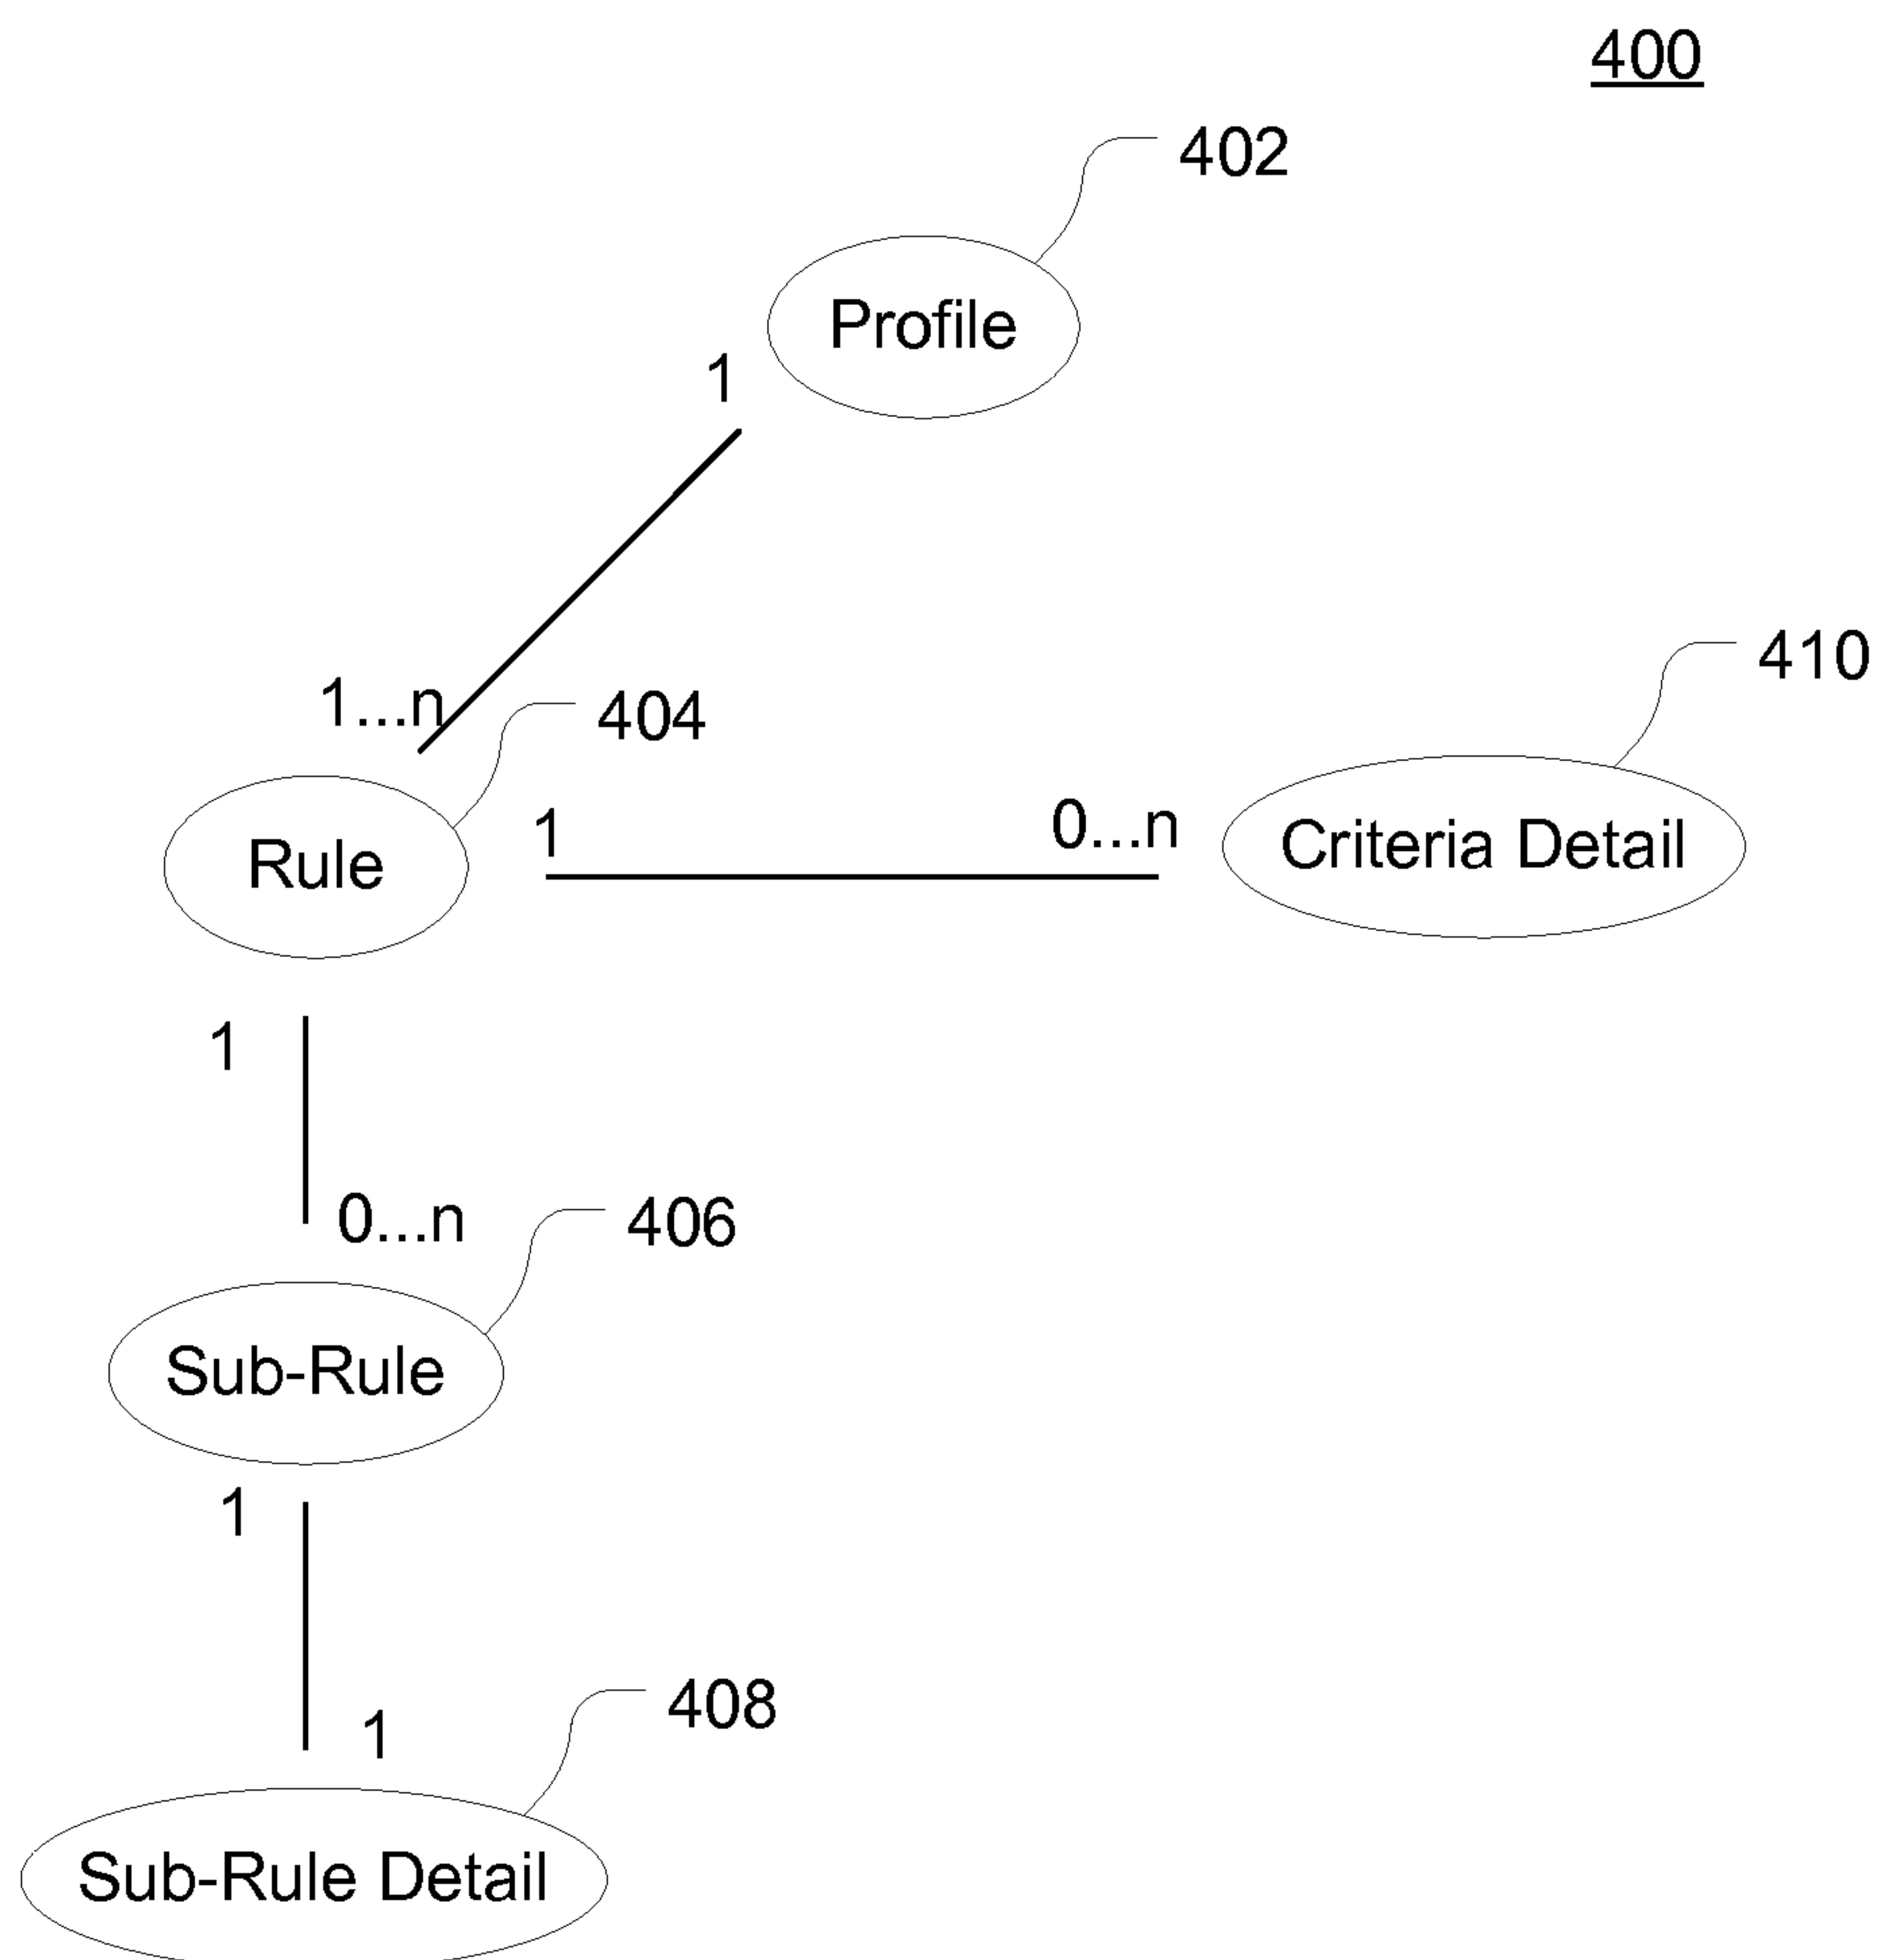 400
402
Profile
1
410
1...n
404
1
0...n
Criteria Detail
Rule
1
0...n
406
Sub-Rule
1
408
1
Sub-Rule Detail